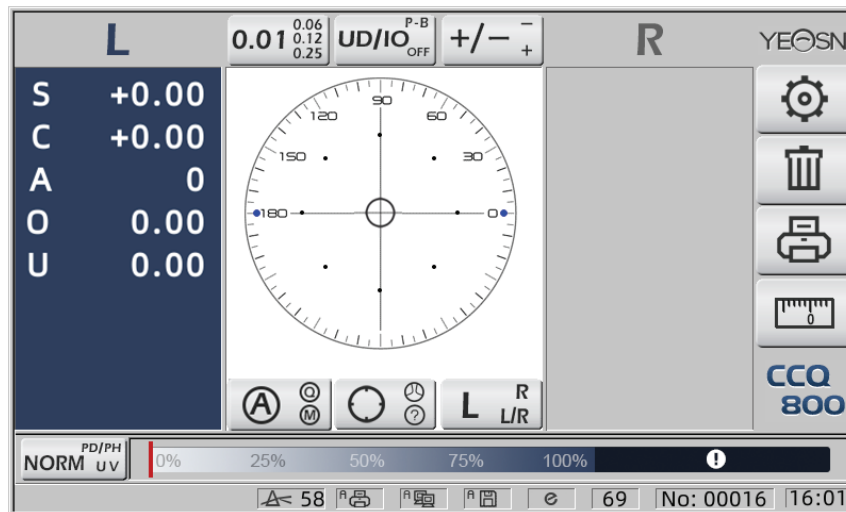 L
0.01 0.06 0.12 0.25
UD/IO P-B OFF
+/− − +
R
YEOSN
S +0.00
C +0.00
A 0
O 0.00
U 0.00
90
120 60
150 30
180 0
0
A Q M
?
L R L/R
CCQ
800
NORM PD/PH UV
0% 25% 50% 75% 100% !
58 A A A e 69 No: 00016 16:01